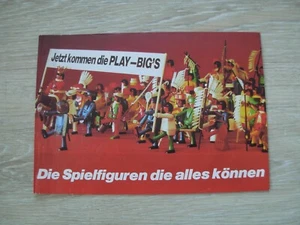 Jetzt kommen die PLAY-BIG'S
Die Spielfiguren die alles können